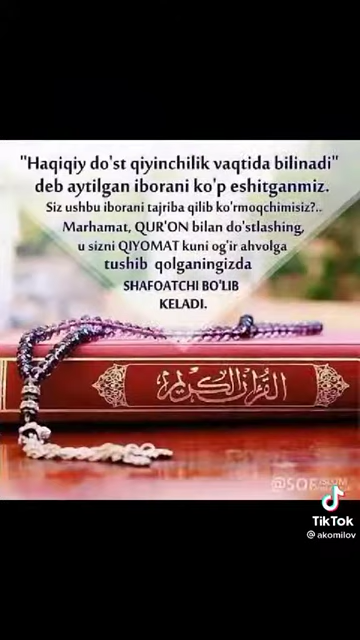 "Haqiqiy do'st qiyinchilik vaqtida bilinadi"
deb aytilgan iborani ko'p eshitganmiz.
Siz ushbu iborani tajriba qilib ko'rmoqchimisiz?..
Marhamat, QUR'ON bilan do'stlashing,
u sizni QIYOMAT kuni og'ir ahvolga
tushib qolganingizda
SHAFOATCHI BO'LIB
KELADI.
القرآن الكريم
TikTok
@akomilov